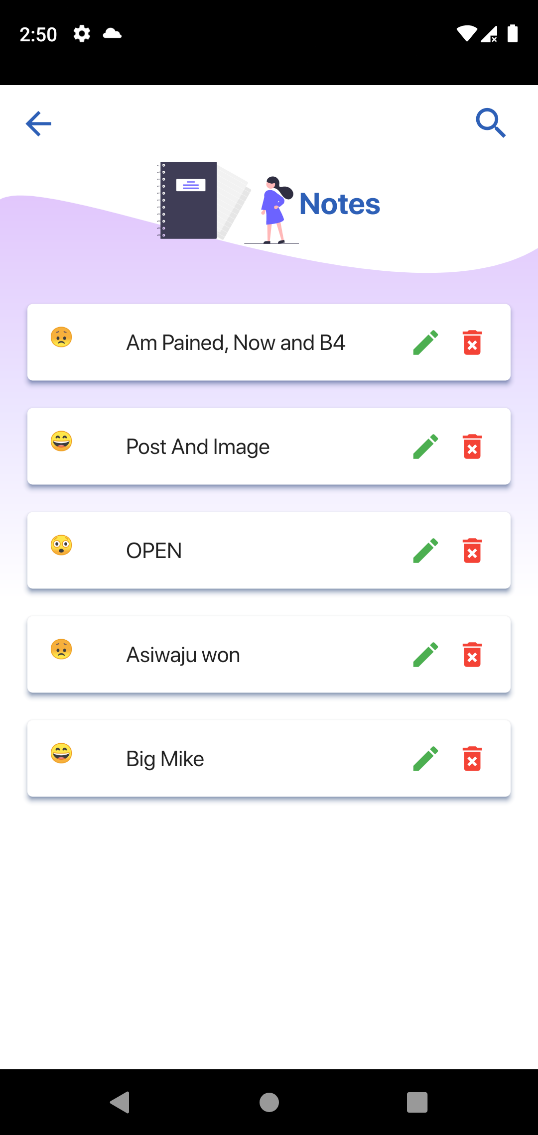 2:50
Notes
Am Pained, Now and B4
Post And Image
OPEN
Asiwaju won
Big Mike